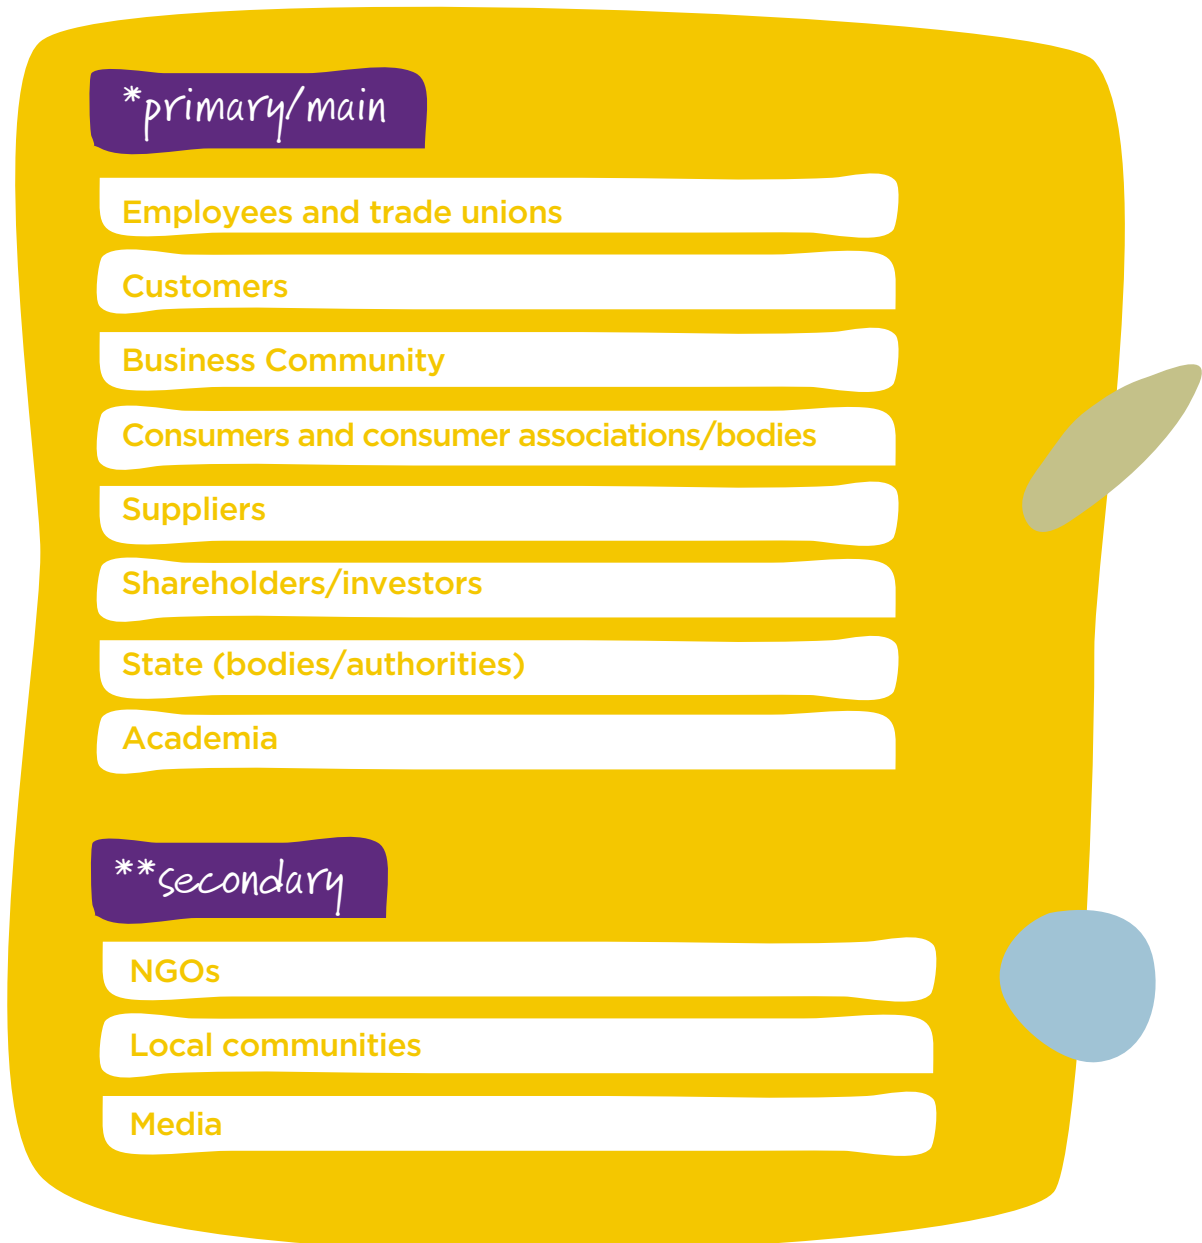 *primary/main
Employees and trade unions
Customers
Business Community
Consumers and consumer associations/bodies
Suppliers
Shareholders/investors
State (bodies/authorities)
Academia
**secondary
NGOs
Local communities
Media